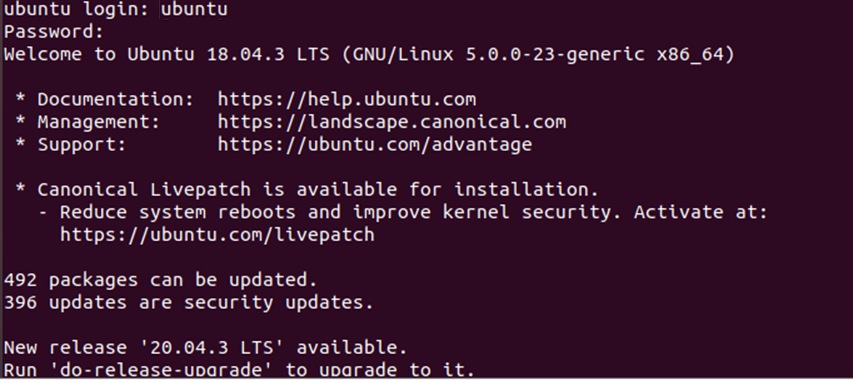 ubuntu login: ubuntu
Password:
Welcome to Ubuntu 18.04.3 LTS (GNU/Linux 5.0.0-23-generic x86_64)
* Documentation: https://help.ubuntu.com
* Management: https://landscape.canonical.com
* Support: https://ubuntu.com/advantage
* Canonical Livepatch is available for installation.
- Reduce system reboots and improve kernel security. Activate at:
https://ubuntu.com/livepatch
492 packages can be updated.
396 updates are security updates.
New release '20.04.3 LTS' available.
Run 'do-release-upgrade' to upgrade to it.